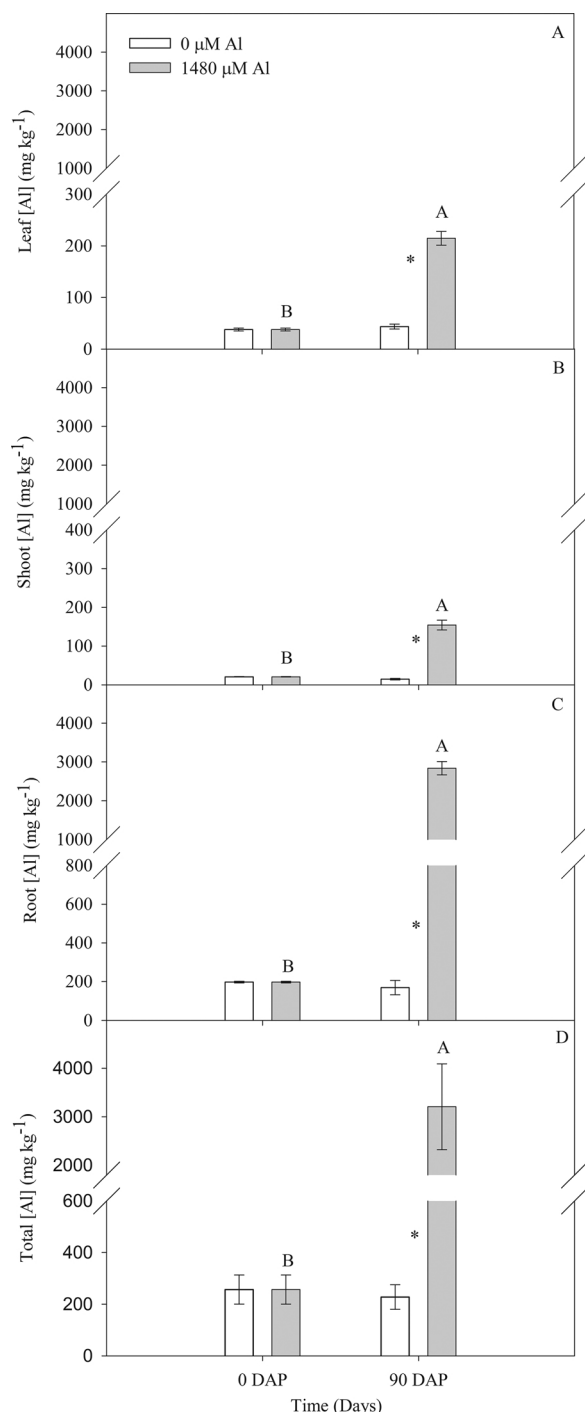 A
0 μM Al
1480 μM Al
4000
3000
2000
1000
300
200
100
0
Leaf [Al] (mg kg⁻¹)
B
*
A
B
4000
3000
2000
1000
400
300
200
100
0
Shoot [Al] (mg kg⁻¹)
B
*
A
C
4000
3000
2000
1000
800
600
400
200
0
Root [Al] (mg kg⁻¹)
B
*
A
D
4000
3000
2000
600
400
200
0
Total [Al] (mg kg⁻¹)
B
*
A
0 DAP 90 DAP
Time (Days)